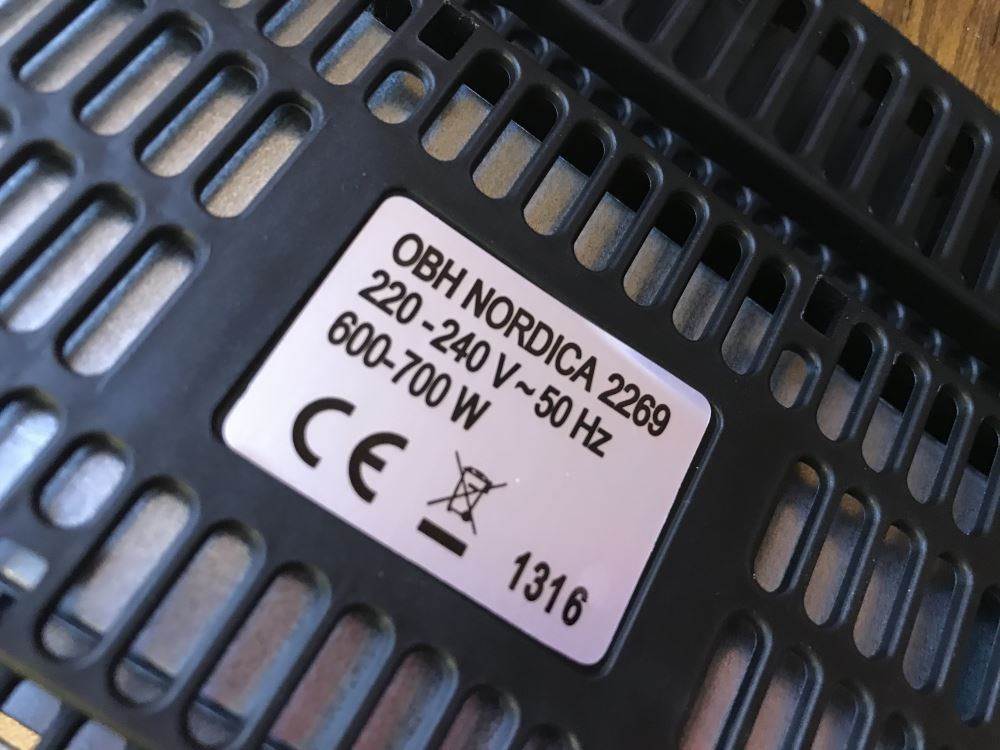 OBH NORDICA 2269
220-240 V ~ 50 Hz
600-700 W
CE
1316